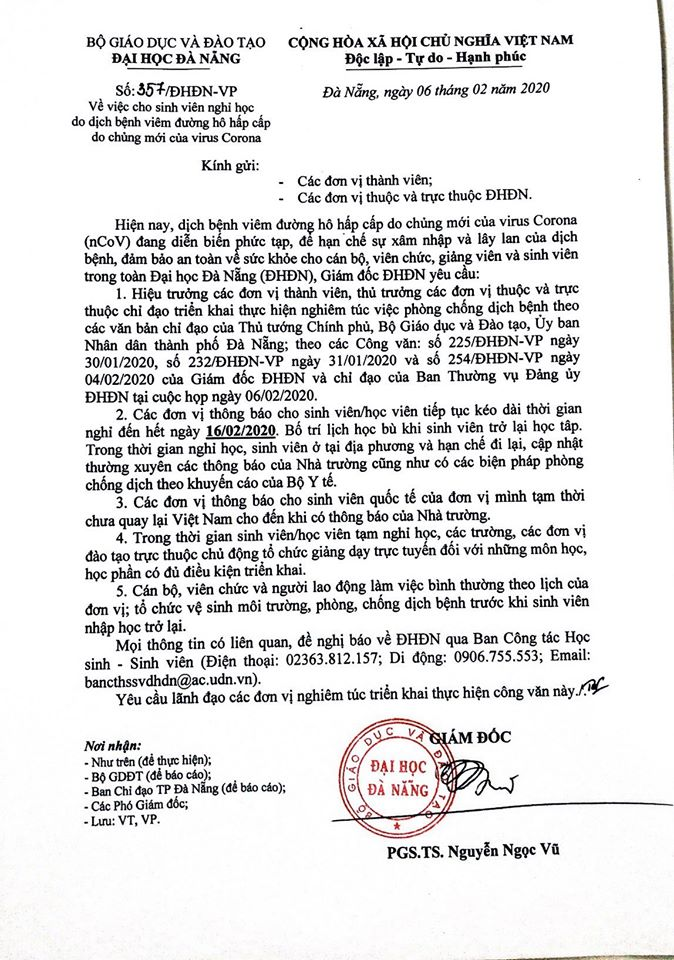 BỘ GIÁO DỤC VÀ ĐÀO TẠO
ĐẠI HỌC ĐÀ NẴNG
CỘNG HÒA XÃ HỘI CHỦ NGHĨA VIỆT NAM
Độc lập - Tự do - Hạnh phúc
Số: 357/ĐHĐN-VP
Về việc cho sinh viên nghỉ học
do dịch bệnh viêm đường hô hấp cấp
do chủng mới của virus Corona
Đà Nẵng, ngày 06 tháng 02 năm 2020
Kính gửi:
- Các đơn vị thành viên;
- Các đơn vị thuộc và trực thuộc ĐHĐN.
Hiện nay, dịch bệnh viêm đường hô hấp cấp do chủng mới của virus Corona
(nCoV) đang diễn biến phức tạp, để hạn chế sự xâm nhập và lây lan của dịch
bệnh, đảm bảo an toàn về sức khỏe cho cán bộ, viên chức, giảng viên và sinh viên
trong toàn Đại học Đà Nẵng (ĐHĐN), Giám đốc ĐHĐN yêu cầu:
1. Hiệu trưởng các đơn vị thành viên, thủ trưởng các đơn vị thuộc và trực
thuộc chỉ đạo triển khai thực hiện nghiêm túc việc phòng chống dịch bệnh theo
các văn bản chỉ đạo của Thủ tướng Chính phủ, Bộ Giáo dục và Đào tạo, Ủy ban
Nhân dân thành phố Đà Nẵng; theo các Công văn: số 225/ĐHĐN-VP ngày
30/01/2020, số 232/ĐHĐN-VP ngày 31/01/2020 và số 254/ĐHĐN-VP ngày
04/02/2020 của Giám đốc ĐHĐN và chỉ đạo của Ban Thường vụ Đảng ủy
ĐHĐN tại cuộc họp ngày 06/02/2020.
2. Các đơn vị thông báo cho sinh viên/học viên tiếp tục kéo dài thời gian
nghỉ đến hết ngày 16/02/2020. Bố trí lịch học bù khi sinh viên trở lại học tập.
Trong thời gian nghỉ học, sinh viên ở tại địa phương và hạn chế đi lại, cập nhật
thường xuyên các thông báo của Nhà trường cũng như có các biện pháp phòng
chống dịch theo khuyến cáo của Bộ Y tế.
3. Các đơn vị thông báo cho sinh viên quốc tế của đơn vị mình tạm thời
chưa quay lại Việt Nam cho đến khi có thông báo của Nhà trường.
4. Trong thời gian sinh viên/học viên tạm nghỉ học, các trường, các đơn vị
đào tạo trực thuộc chủ động tổ chức giảng dạy trực tuyến đối với những môn học,
học phần có đủ điều kiện triển khai.
5. Cán bộ, viên chức và người lao động làm việc bình thường theo lịch của
đơn vị; tổ chức vệ sinh môi trường, phòng, chống dịch bệnh trước khi sinh viên
nhập học trở lại.
Mọi thông tin có liên quan, đề nghị báo về ĐHĐN qua Ban Công tác Học
sinh - Sinh viên (Điện thoại: 02363.812.157; Di động: 0906.755.553; Email:
bancthssvdhdn@ac.udn.vn).
Yêu cầu lãnh đạo các đơn vị nghiêm túc triển khai thực hiện công văn này./.
Nơi nhận:
- Như trên (để thực hiện);
- Bộ GDĐT (để báo cáo);
- Ban Chỉ đạo TP Đà Nẵng (để báo cáo);
- Các Phó Giám đốc;
- Lưu: VT, VP.
GIÁM ĐỐC
BỘ GIÁO DỤC VÀ ĐÀO TẠO
ĐẠI HỌC
ĐÀ NẴNG
PGS.TS. Nguyễn Ngọc Vũ